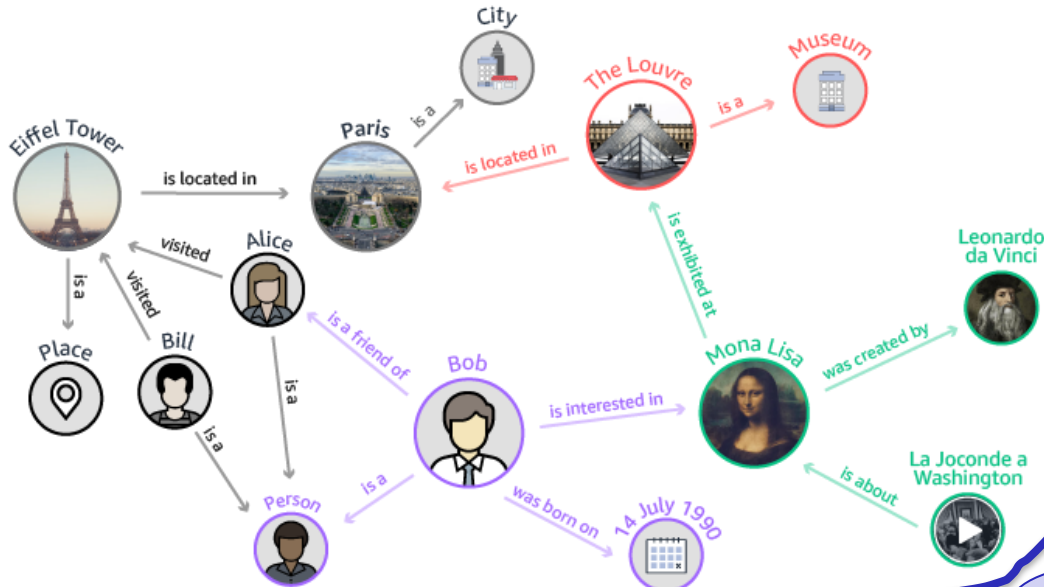 City
Museum
The Louvre
is a
is a
Eiffel Tower
Paris
is located in
is located in
Alice
visited
is exhibited at
Leonardo
da Vinci
is a
visited
Place
Bill
is a friend of
Bob
Mona Lisa
was created by
is a
is interested in
is a
La Joconde a
Washington
is about
Person
is a
was born on
14 July 1990